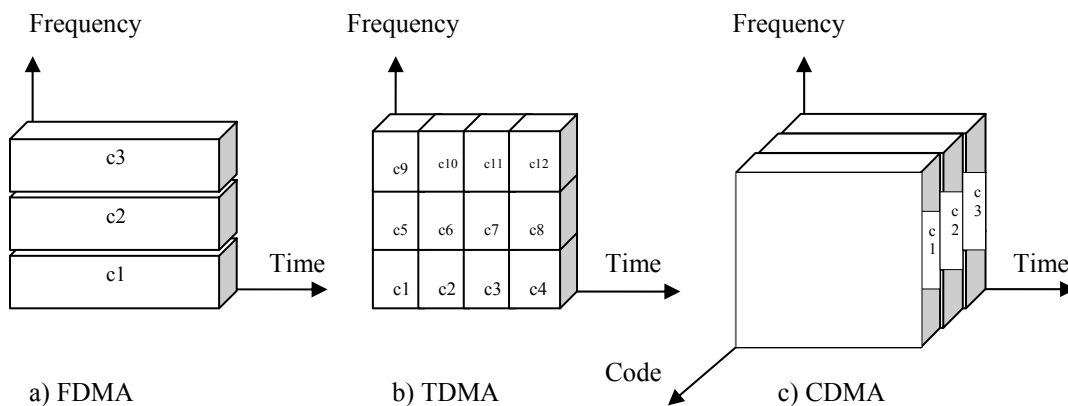 Frequency
c3
c2
c1
Time
a) FDMA
Frequency
c9 c10 c11 c12
c5 c6 c7 c8
c1 c2 c3 c4
Time
b) TDMA
Frequency
c
1
c
2
c
3
Time
Code
c) CDMA